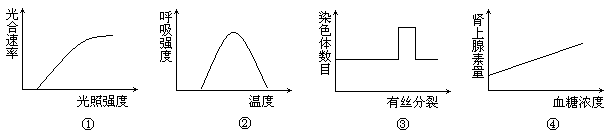 光合速率
光照强度
①
呼吸强度
温度
②
染色体数目
有丝分裂
③
肾上腺素量
血糖浓度
④